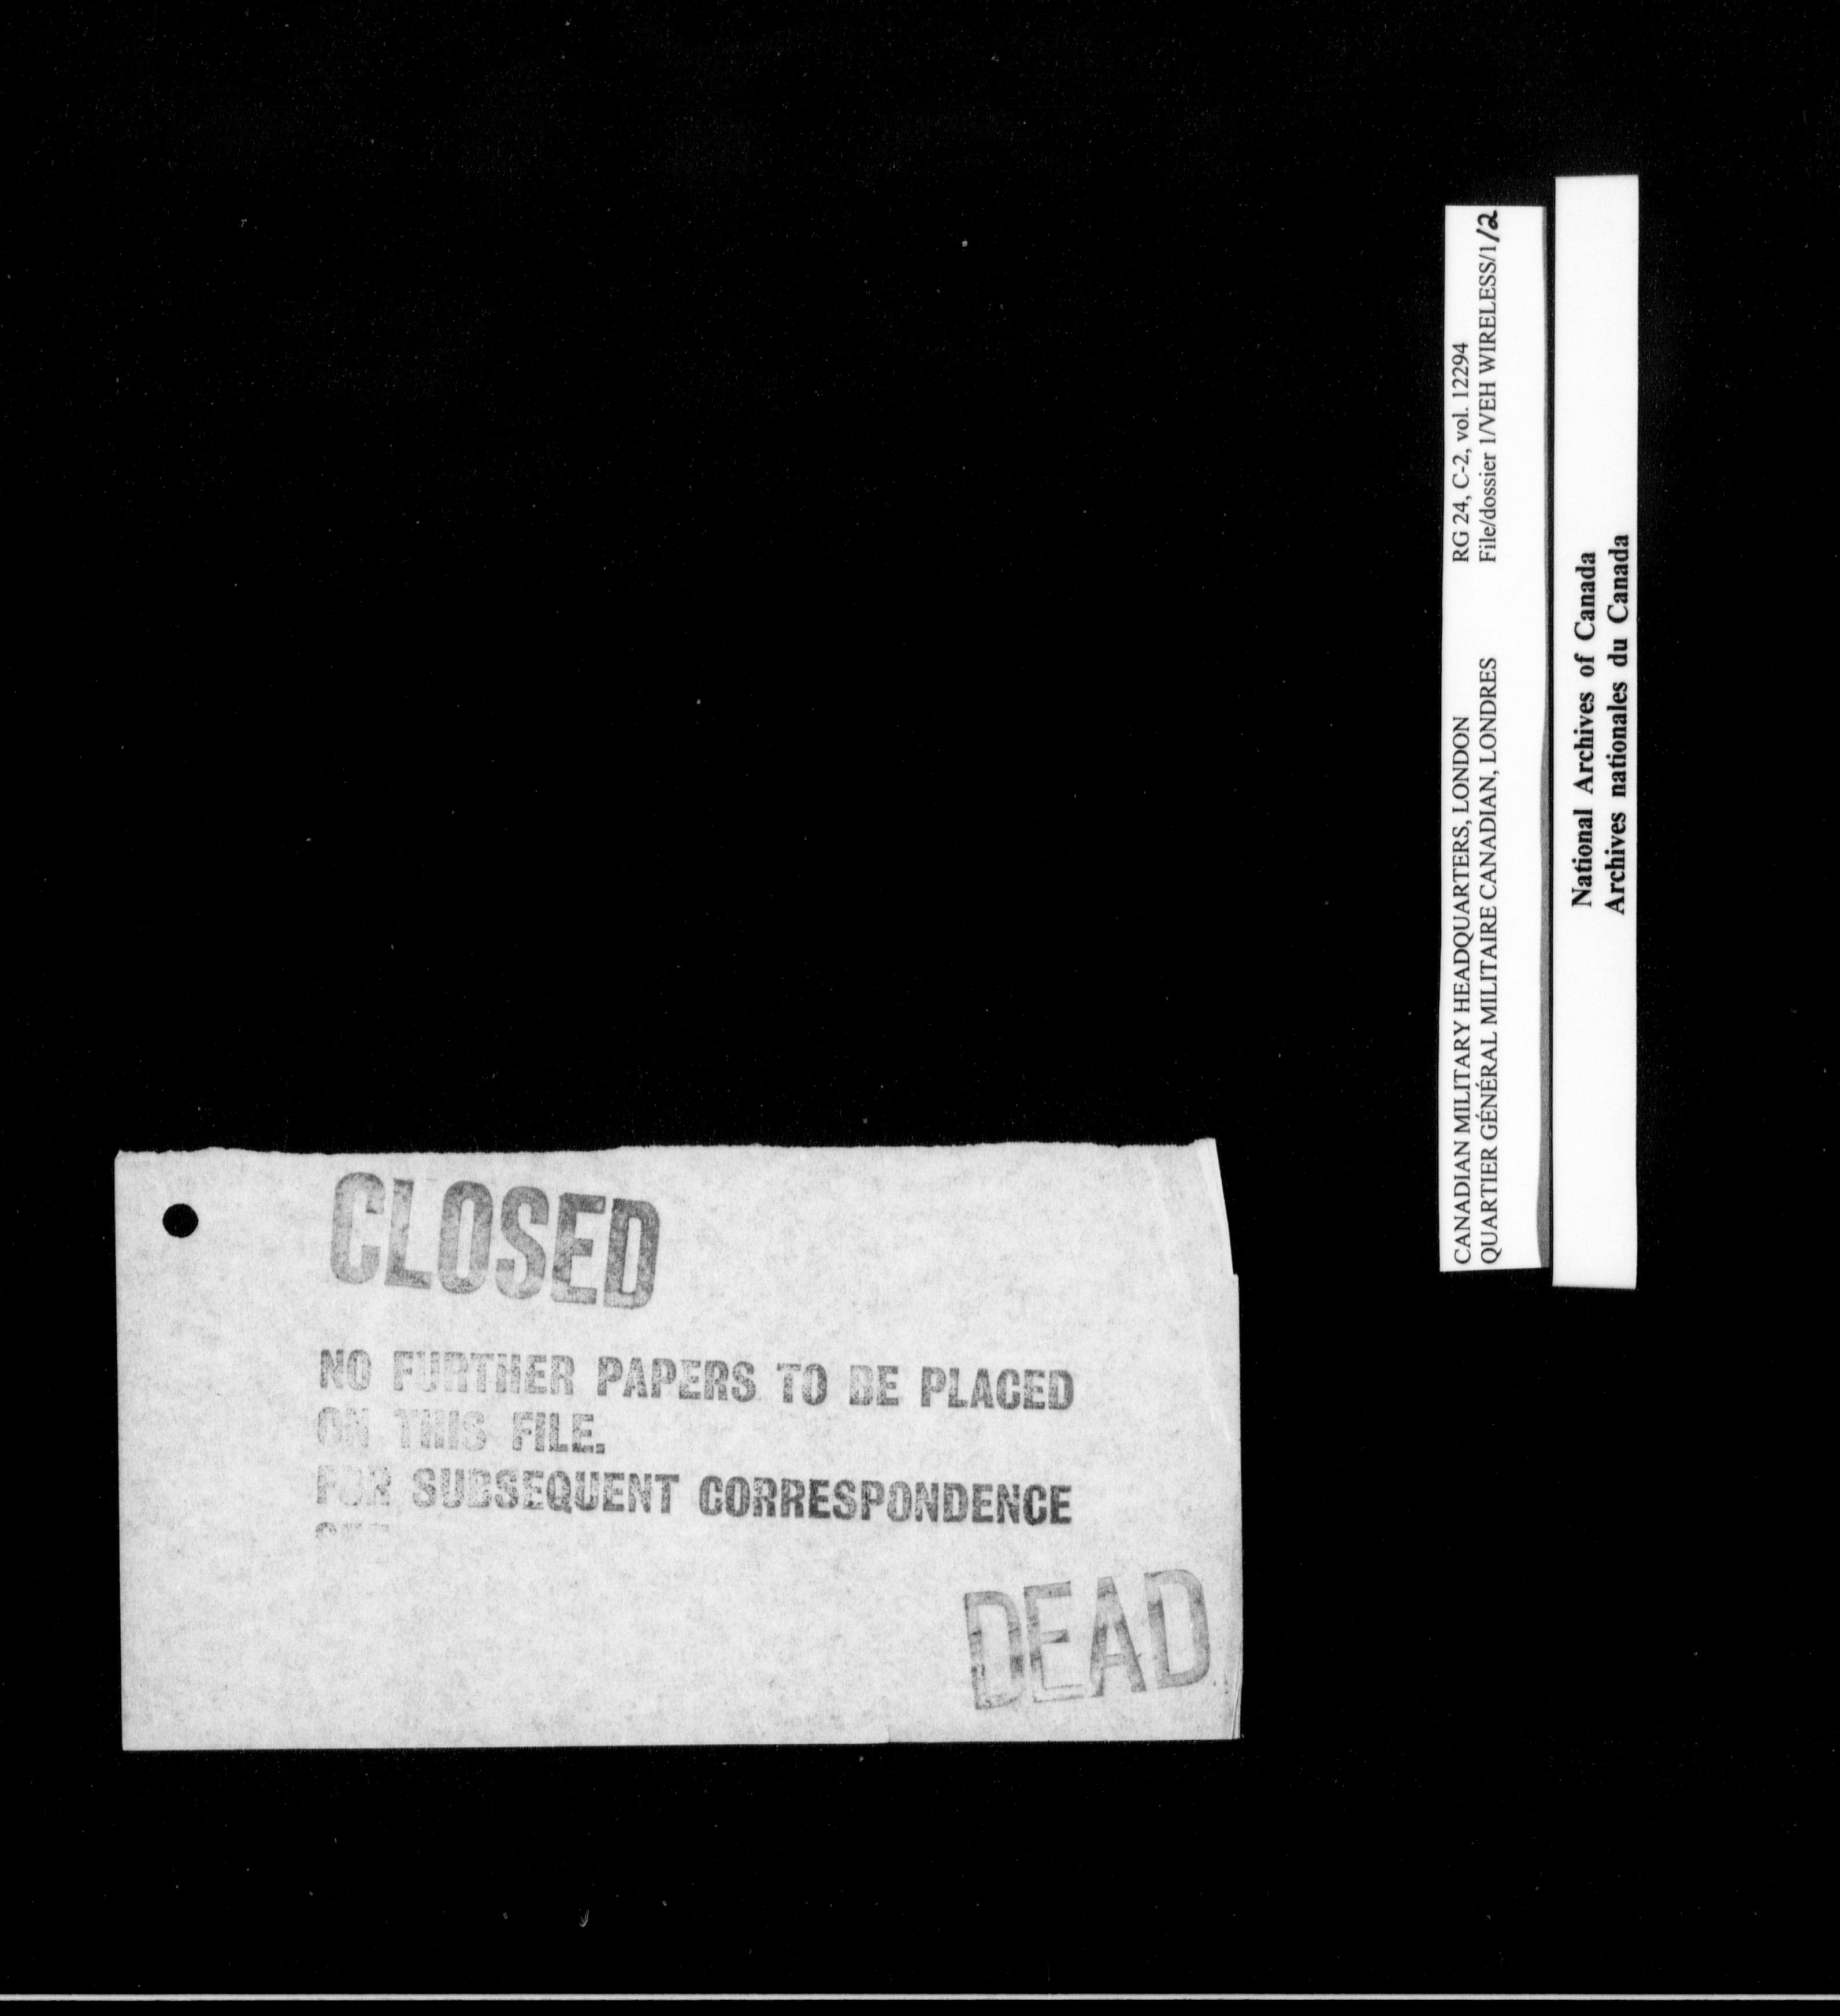 CLOSED
NO FURTHER PAPERS TO BE PLACED
ON THIS FILE.
FOR SUBSEQUENT CORRESPONDENCE
DEAD
CANADIAN MILITARY HEADQUARTERS, LONDON RG 24, C-2, vol. 12294
QUARTIER GÉNÉRAL MILITAIRE CANADIAN, LONDRES File/dossier 1/VEH WIRELESS/1/2
National Archives of Canada
Archives nationales du Canada